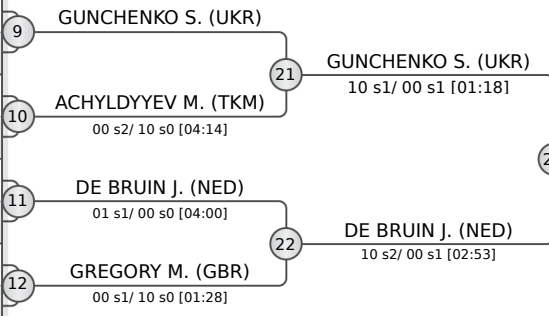 9
GUNCHENKO S. (UKR)
21
GUNCHENKO S. (UKR)
10 s1/ 00 s1 [01:18]
10
ACHYLDYYEV M. (TKM)
00 s2/ 10 s0 [04:14]
11
DE BRUIN J. (NED)
01 s1/ 00 s0 [04:00]
22
DE BRUIN J. (NED)
10 s2/ 00 s1 [02:53]
12
GREGORY M. (GBR)
00 s1/ 10 s0 [01:28]